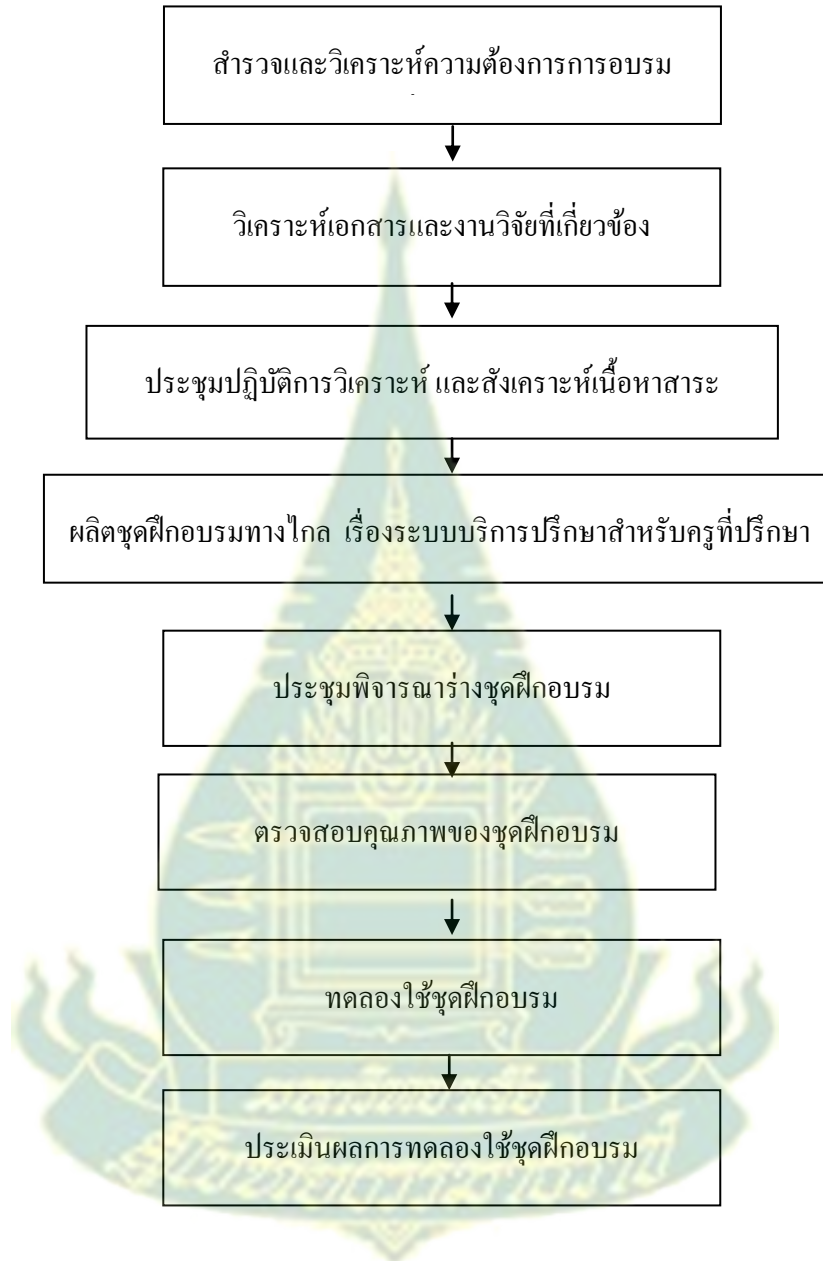 สำรวจและวิเคราะห์ความต้องการการอบรม
วิเคราะห์เอกสารและงานวิจัยที่เกี่ยวข้อง
ประชุมปฏิบัติการวิเคราะห์ และสังเคราะห์เนื้อหาสาระ
ผลิตชุดฝึกอบรมทางไกล เรื่องระบบบริการปรึกษาสำหรับครูที่ปรึกษา
ประชุมพิจารณาร่างชุดฝึกอบรม
ตรวจสอบคุณภาพของชุดฝึกอบรม
ทดลองใช้ชุดฝึกอบรม
ประเมินผลการทดลองใช้ชุดฝึกอบรม